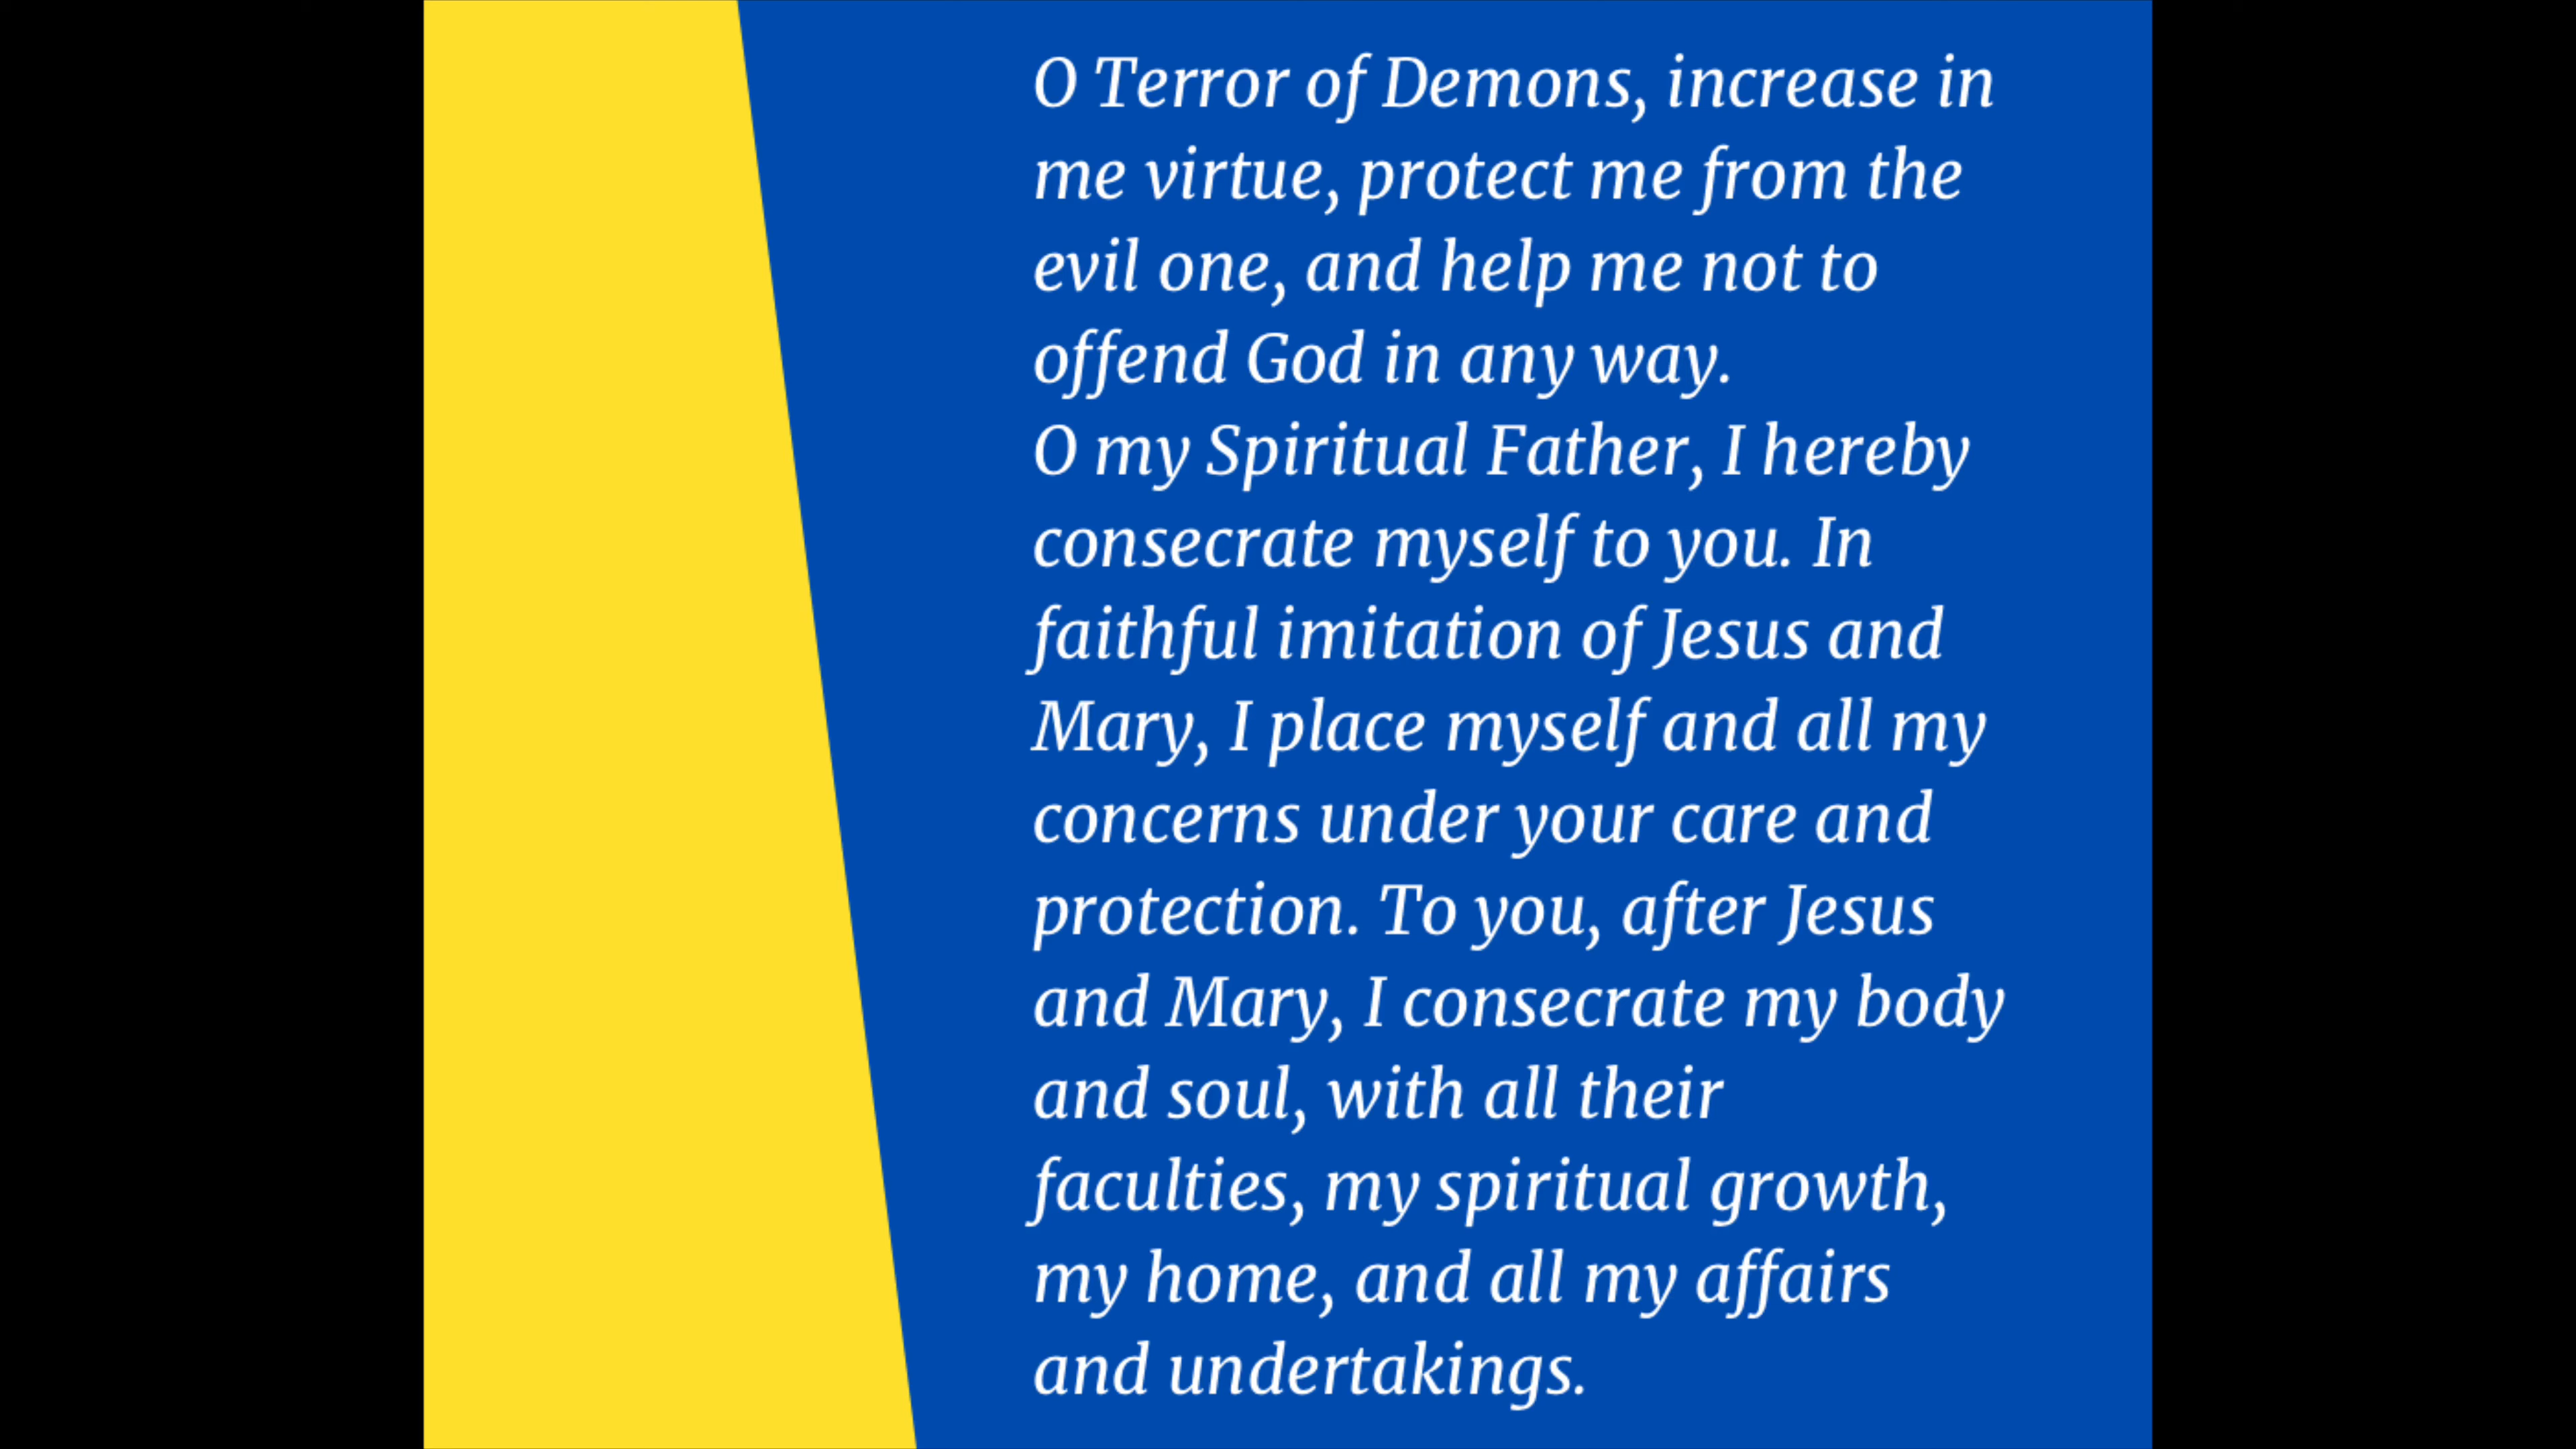 O Terror of Demons, increase in
me virtue, protect me from the
evil one, and help me not to
offend God in any way.
O my Spiritual Father, I hereby
consecrate myself to you. In
faithful imitation of Jesus and
Mary, I place myself and all my
concerns under your care and
protection. To you, after Jesus
and Mary, I consecrate my body
and soul, with all their
faculties, my spiritual growth,
my home, and all my affairs
and undertakings.